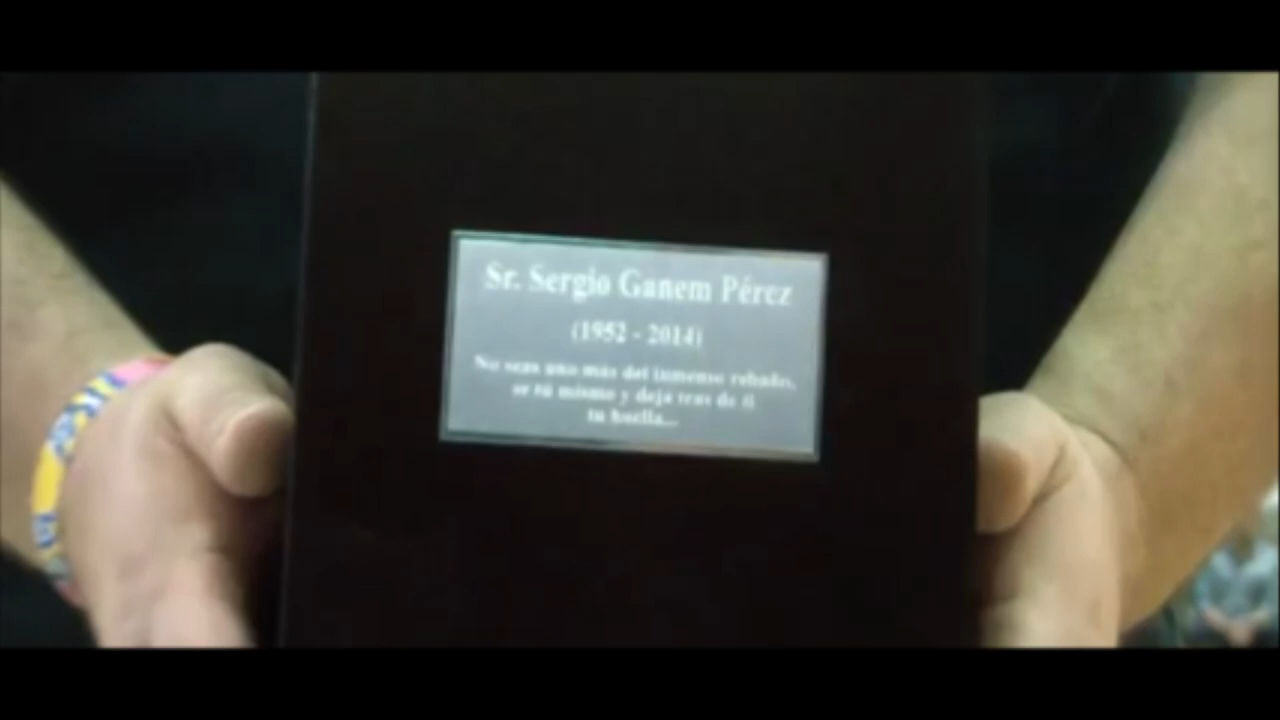 Sr. Sergio Ganem Pérez
(1952 - 2014)
No seas uno más del inmenso rebaño,
se tú mismo y deja tras de ti
tu huella...